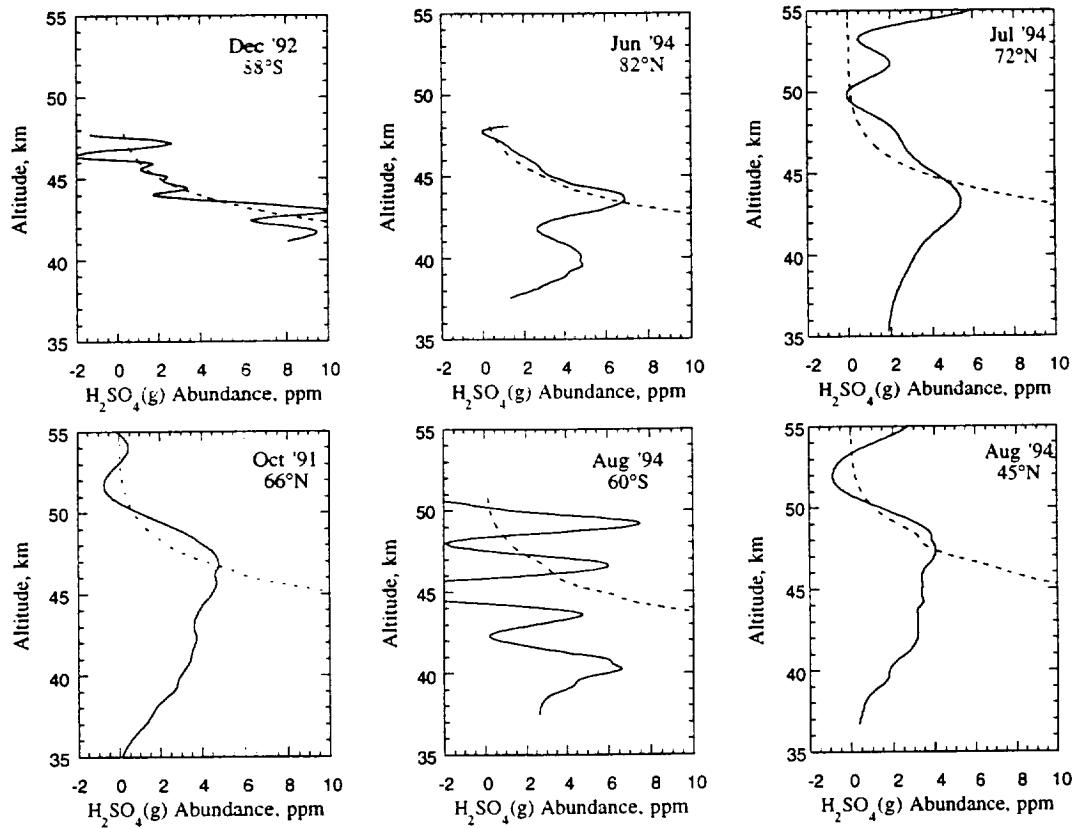 55
50
45
40
35
Altitude, km
Dec '92
88°S
-2 0 2 4 6 8 10
H2SO4(g) Abundance, ppm
55
50
45
40
35
Altitude, km
Jun '94
82°N
-2 0 2 4 6 8 10
H2SO4(g) Abundance, ppm
55
50
45
40
35
Altitude, km
Jul '94
72°N
-2 0 2 4 6 8 10
H2SO4(g) Abundance, ppm
55
50
45
40
35
Altitude, km
Oct '91
66°N
-2 0 2 4 6 8 10
H2SO4(g) Abundance, ppm
55
50
45
40
35
Altitude, km
Aug '94
60°S
-2 0 2 4 6 8 10
H2SO4(g) Abundance, ppm
55
50
45
40
35
Altitude, km
Aug '94
45°N
-2 0 2 4 6 8 10
H2SO4(g) Abundance, ppm